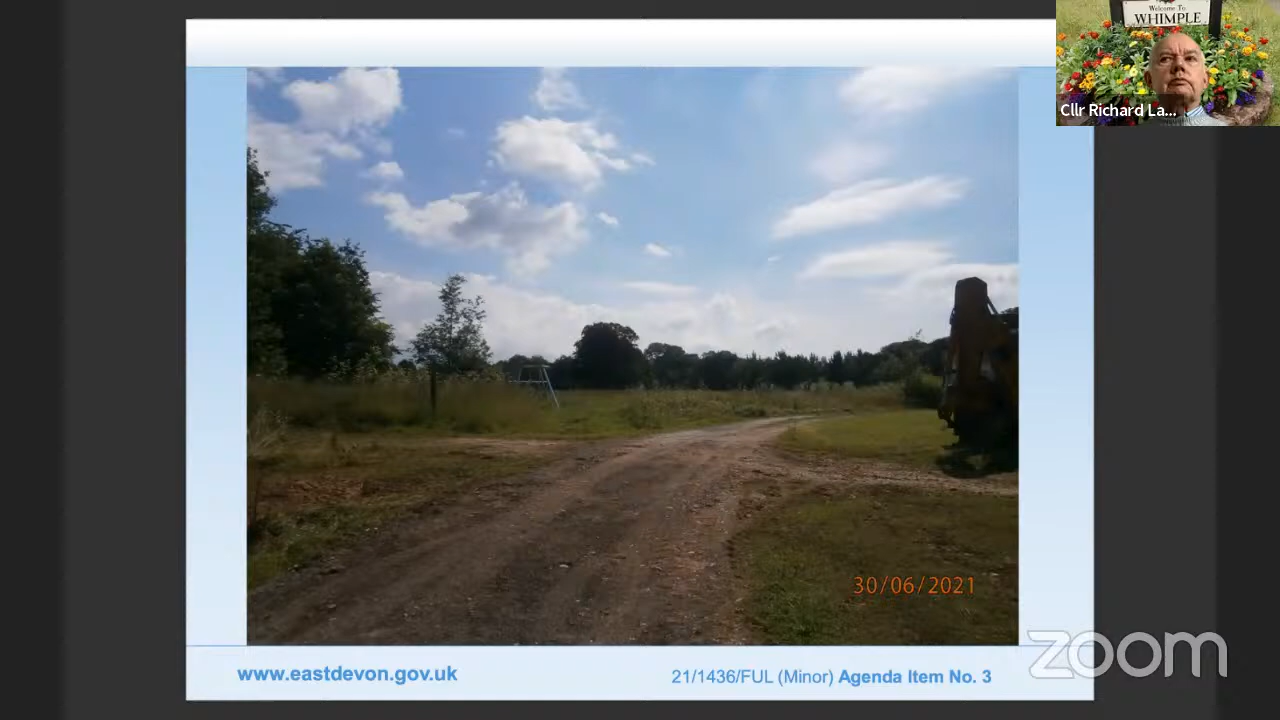 Welcome To
WHIMPLE
Cllr Richard La...
30/06/2021
www.eastdevon.gov.uk
21/1436/FUL (Minor) Agenda Item No. 3
zoom